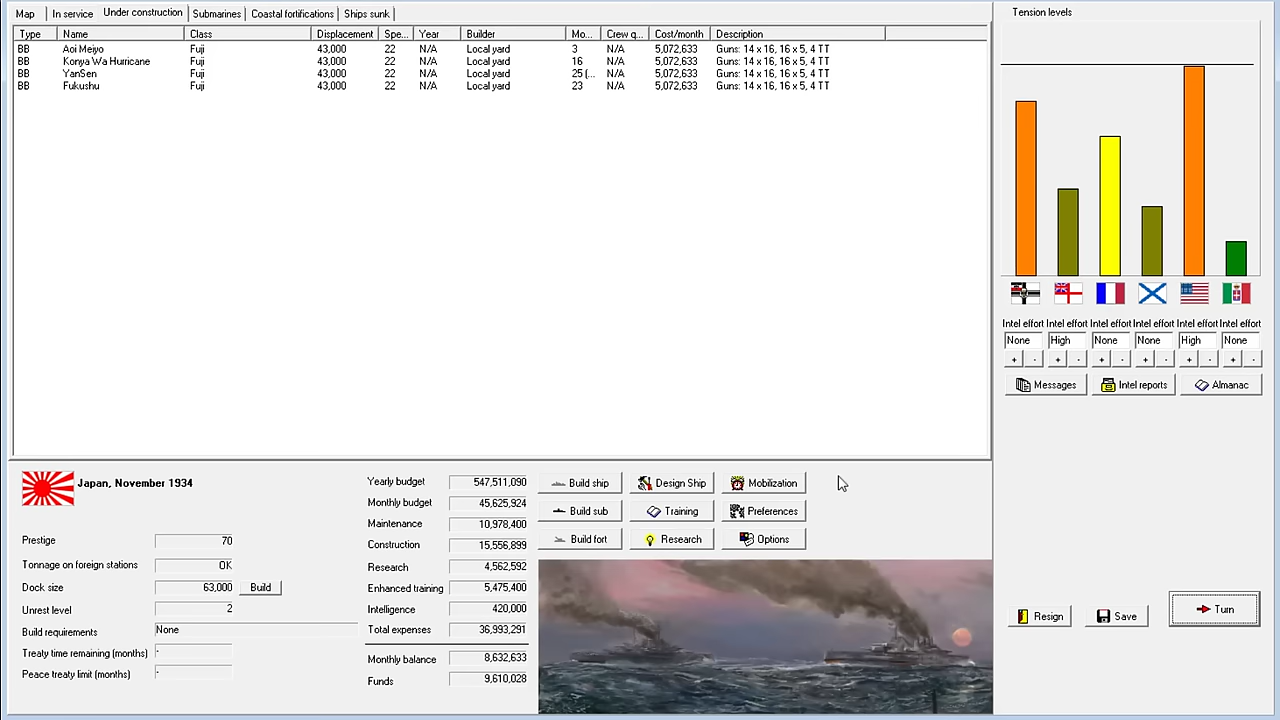 Map In service Under construction Submarines Coastal fortifications Ships sunk
Type Name Class Displacement Spe... Year Builder Mo... Crew q... Cost/month Description
BB Aoi Meiyo Fuji 43,000 22 N/A Local yard 3 N/A 5,072,633 Guns: 14 x 16, 16 x 5, 4 TT
BB Konya Wa Hurricane Fuji 43,000 22 N/A Local yard 16 N/A 5,072,633 Guns: 14 x 16, 16 x 5, 4 TT
BB YanSen Fuji 43,000 22 N/A Local yard 25 (... N/A 5,072,633 Guns: 14 x 16, 16 x 5, 4 TT
BB Fukushu Fuji 43,000 22 N/A Local yard 23 N/A 5,072,633 Guns: 14 x 16, 16 x 5, 4 TT
Japan, November 1934
Prestige 70
Tonnage on foreign stations OK
Dock size 63,000 Build
Unrest level 2
Build requirements None
Treaty time remaining (months) -
Peace treaty limit (months) -
Yearly budget 547,511,090
Monthly budget 45,625,924
Maintenance 10,978,400
Construction 15,556,899
Research 4,562,592
Enhanced training 5,475,400
Intelligence 420,000
Total expenses 36,993,291
Monthly balance 8,632,633
Funds 9,610,028
Build ship Design Ship Mobilization
Build sub Training Preferences
Build fort Research Options
Tension levels
Intel effort Intel effort Intel effort Intel effort Intel effort Intel effort
None High None None High None
+ - + - + - + - + - + -
Messages Intel reports Almanac
Resign Save Turn